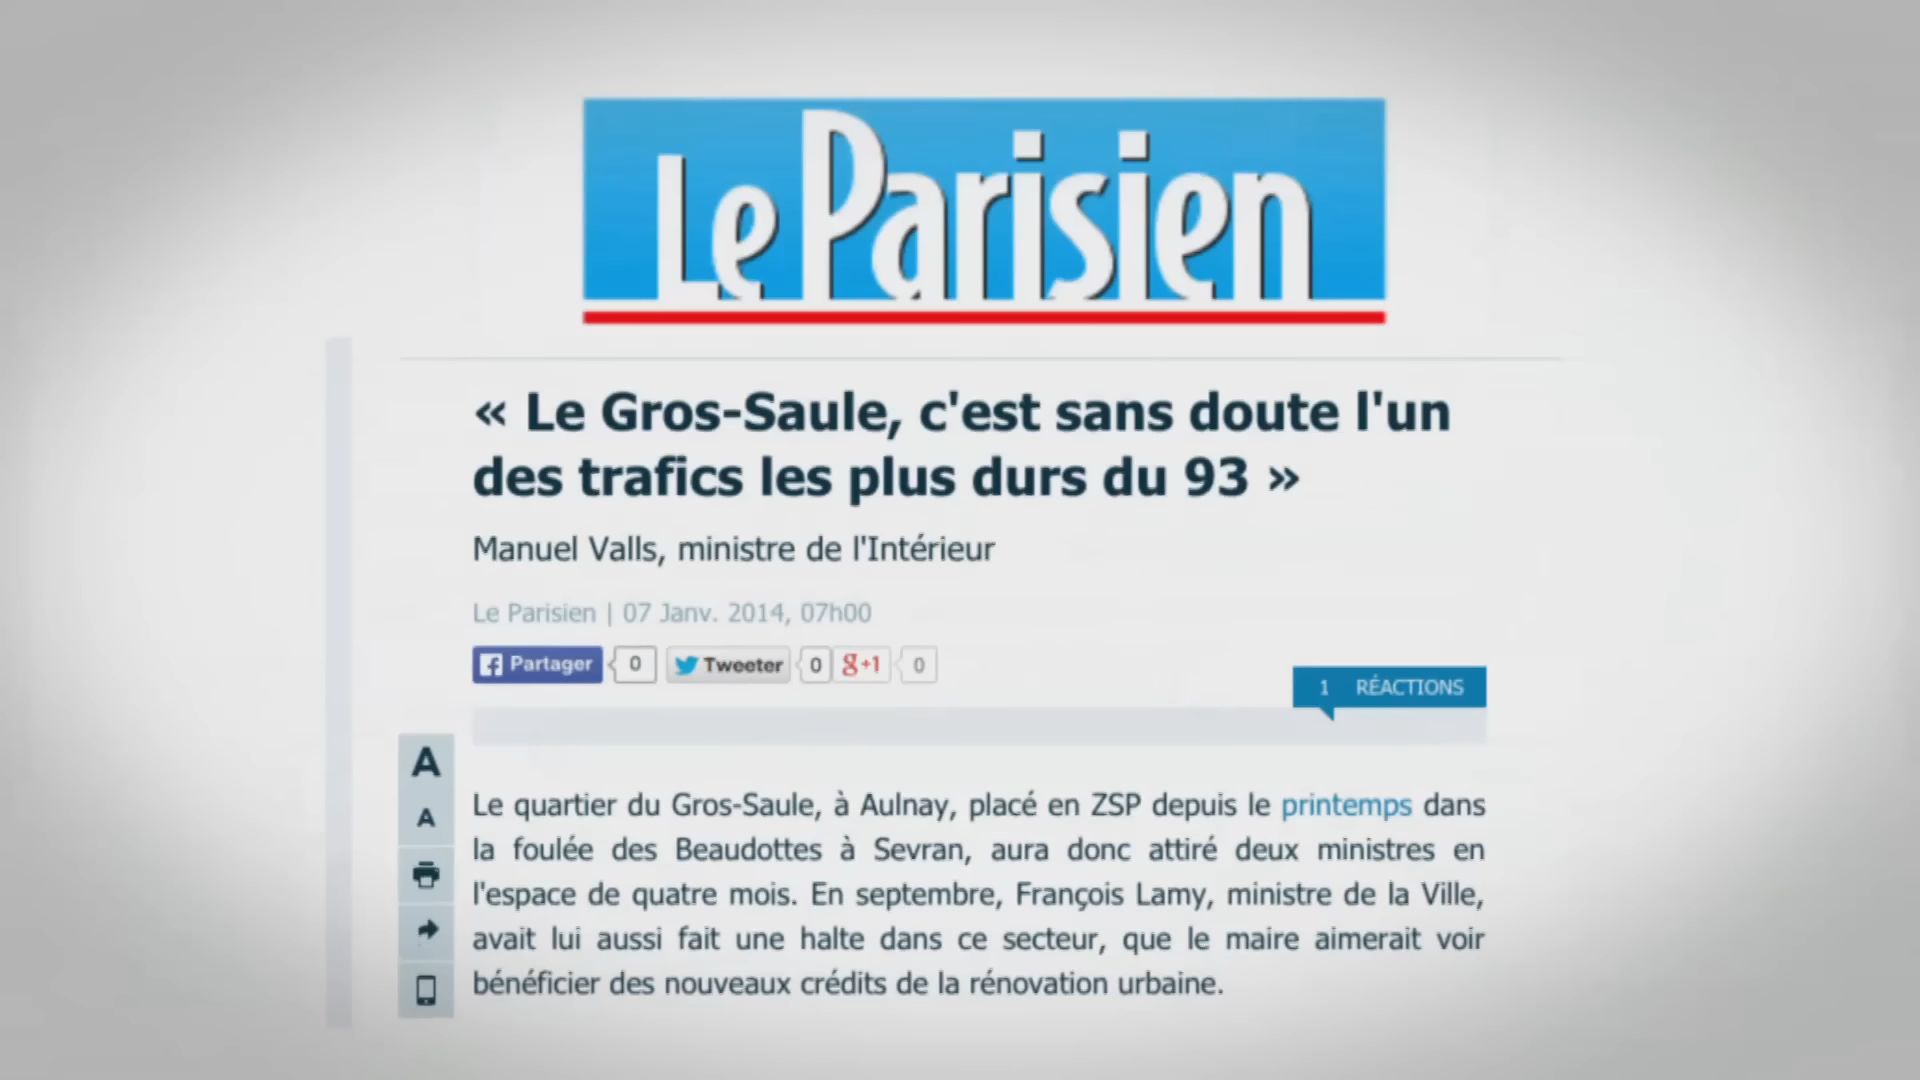 Le Parisien
« Le Gros-Saule, c'est sans doute l'un
des trafics les plus durs du 93 »
Manuel Valls, ministre de l'Intérieur
Le Parisien | 07 Janv. 2014, 07h00
Partager 0 Tweeter 0 g+1 0
1 RÉACTIONS
A
A
Le quartier du Gros-Saule, à Aulnay, placé en ZSP depuis le printemps dans
la foulée des Beaudottes à Sevran, aura donc attiré deux ministres en
l'espace de quatre mois. En septembre, François Lamy, ministre de la Ville,
avait lui aussi fait une halte dans ce secteur, que le maire aimerait voir
bénéficier des nouveaux crédits de la rénovation urbaine.